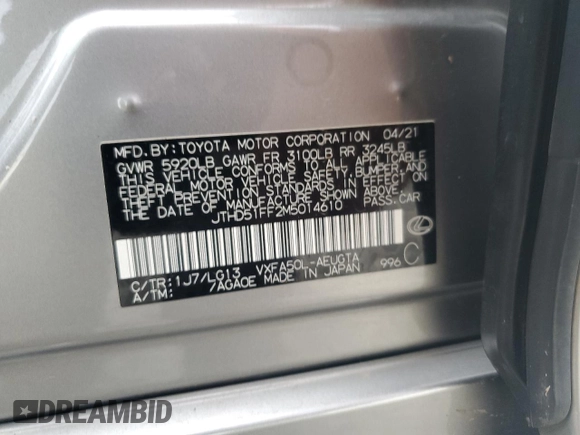 MFD.BY:TOYOTA MOTOR CORPORATION 04/21
GVWR 5920LB GAWR FR 3100LB RR 3245LB
THIS VEHICLE CONFORMS TO ALL APPLICABLE
FEDERAL MOTOR VEHICLE SAFETY, BUMPER AND
THEFT PREVENTION STANDARDS IN EFFECT ON
THE DATE OF MANUFACTURE SHOWN ABOVE.
JTHD51FF2M5014610 PASS.CAR
C/TR:1J7/LG13 VXFA50L-AEUGTA
A/TM: -/AGA0E MADE IN JAPAN 996 C
DREAMBID